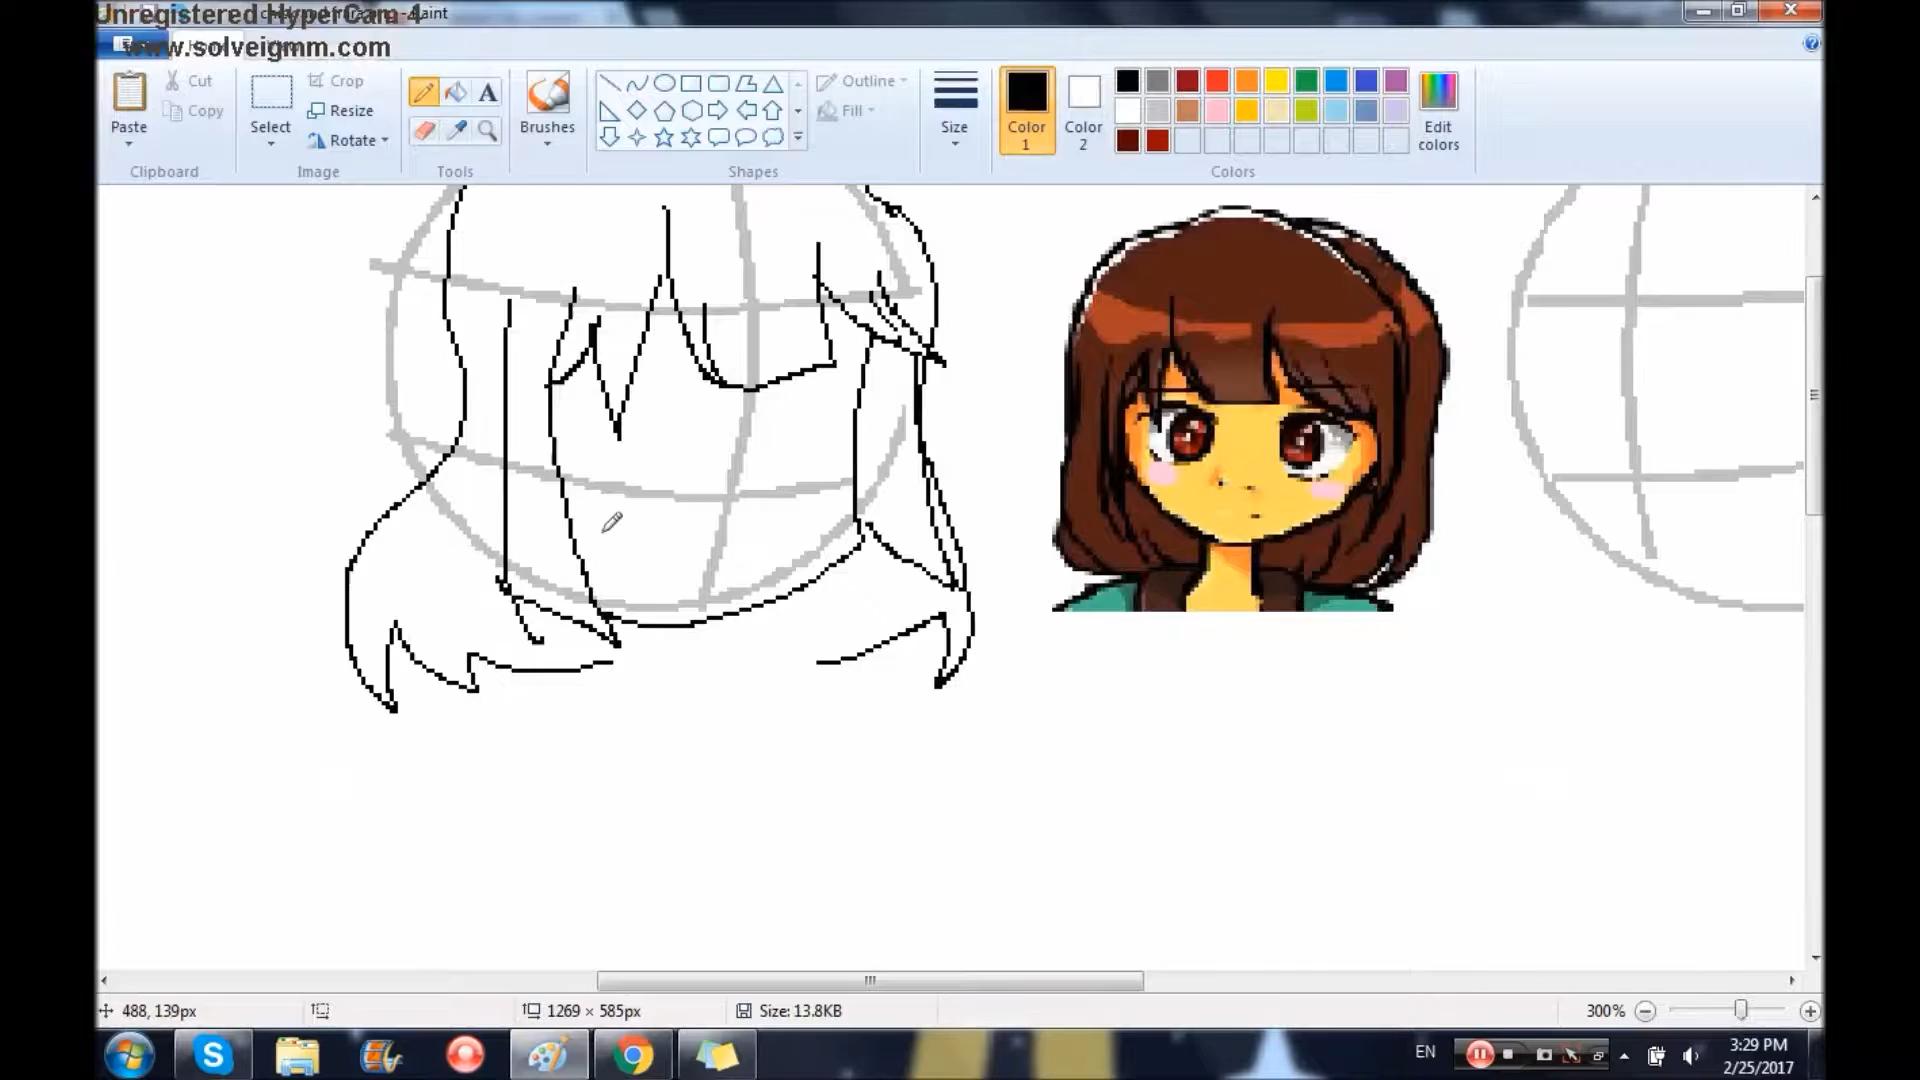 Unregistered HyperCam 4
aint
www.solveigmm.com
Paste
Cut
Copy
Clipboard
Select
Crop
Resize
Rotate
Image
A
Tools
Brushes
Outline
Fill
Shapes
Size
Color
1
Color
2
Edit
colors
Colors
488, 139px
1269 × 585px
Size: 13.8KB
300%
EN
3:29 PM
2/25/2017